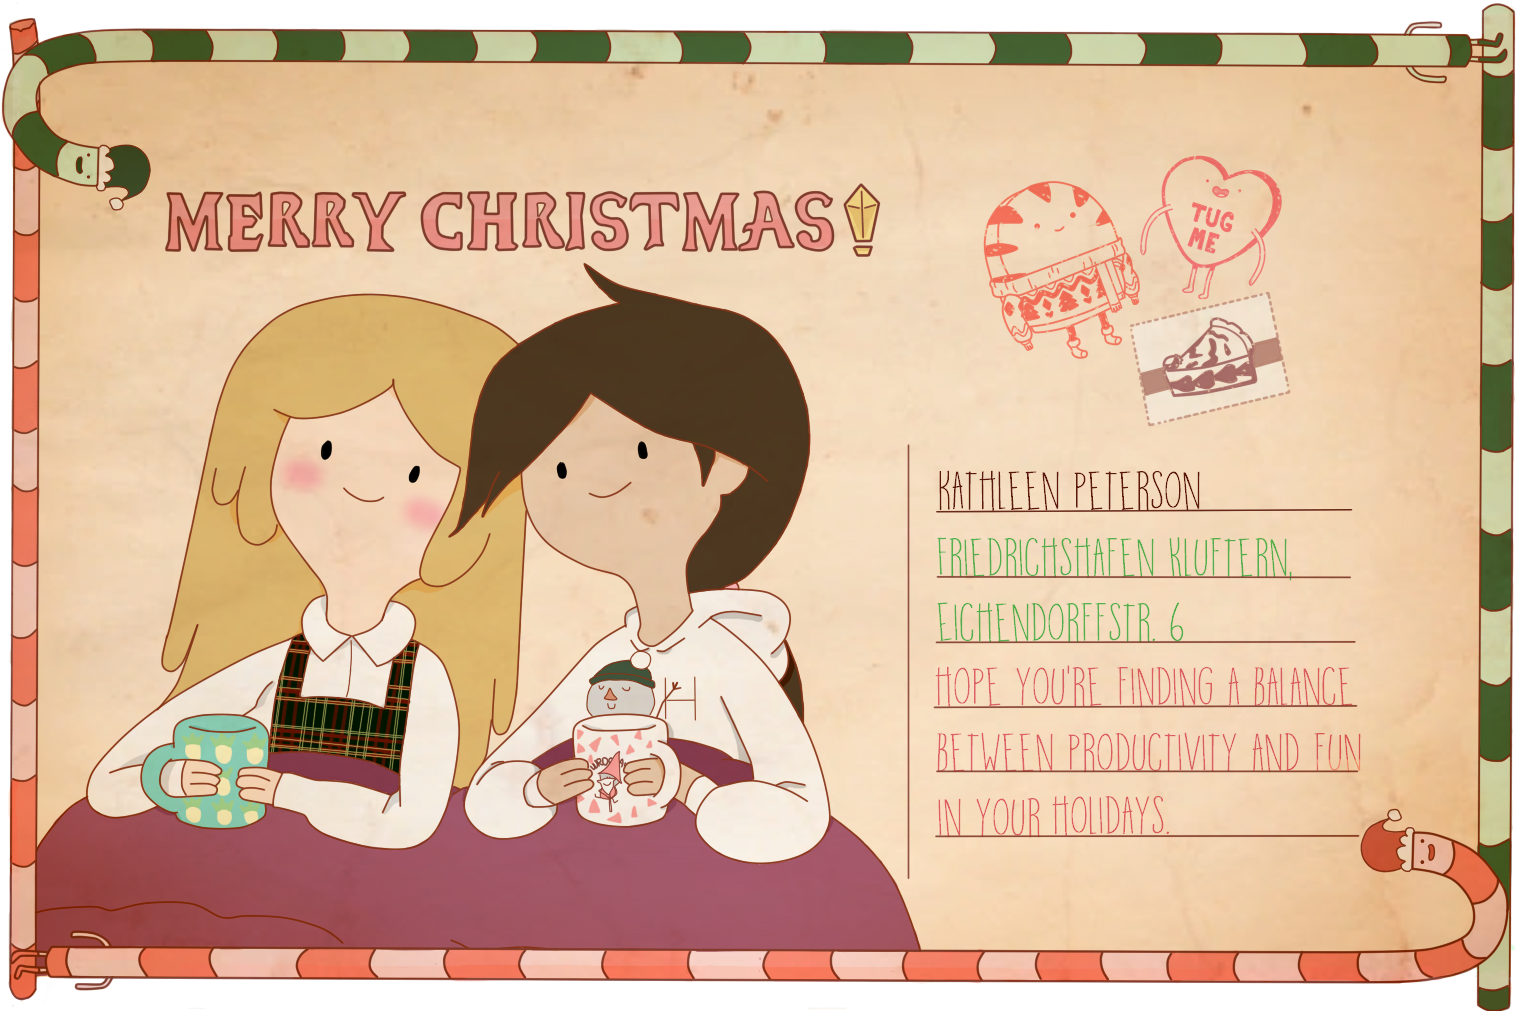 MERRY CHRISTMAS!
TUG
ME
KATHLEEN PETERSON
FRIEDRICHSHAFEN KLUFTERN,
EICHENDORFFSTR. 6
HOPE YOU'RE FINDING A BALANCE
BETWEEN PRODUCTIVITY AND FUN
IN YOUR HOLIDAYS.
H